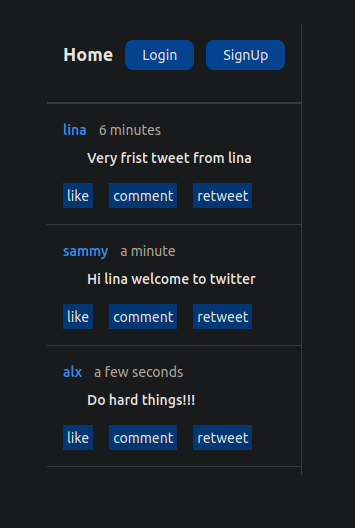 Home Login SignUp
lina 6 minutes
Very frist tweet from lina
like comment retweet
sammy a minute
Hi lina welcome to twitter
like comment retweet
alx a few seconds
Do hard things!!!
like comment retweet